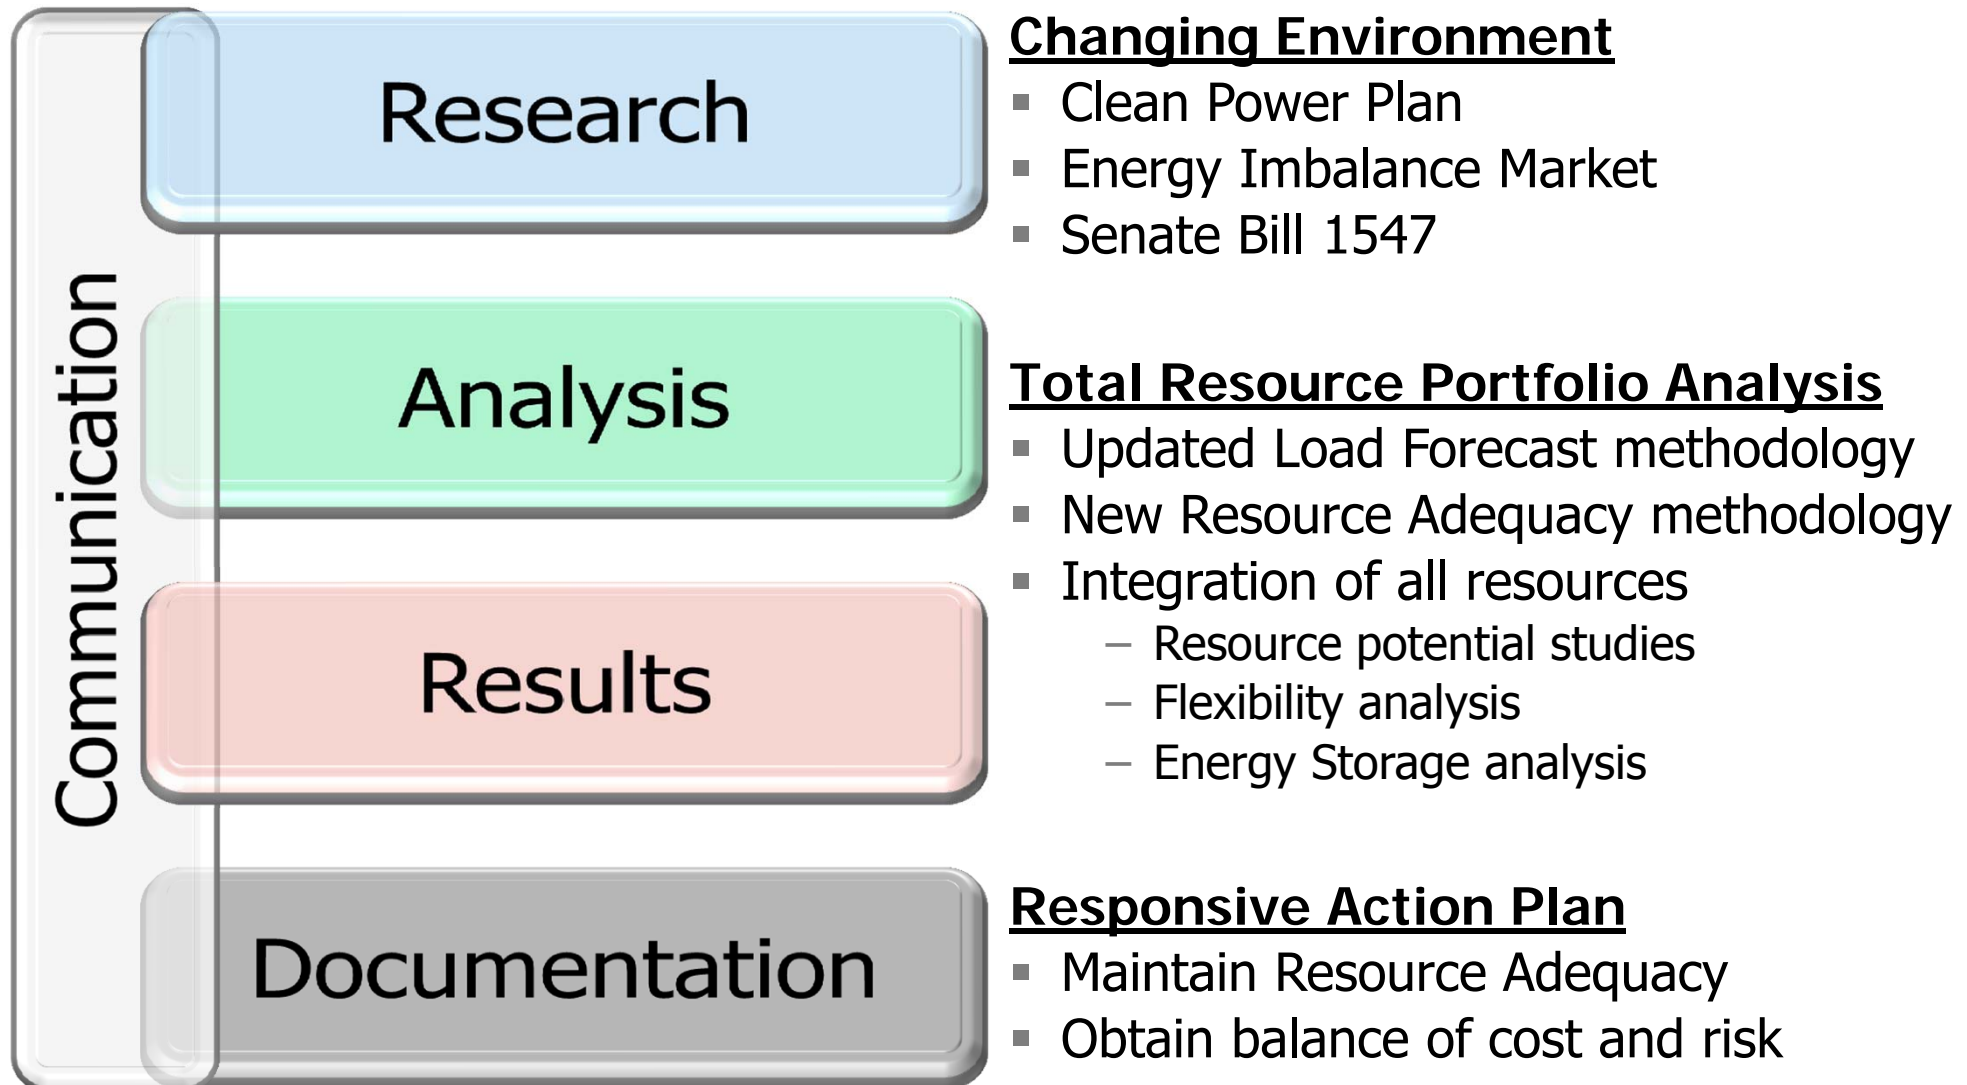 Communication
Research
Changing Environment
▪ Clean Power Plan
▪ Energy Imbalance Market
▪ Senate Bill 1547
Analysis
Total Resource Portfolio Analysis
▪ Updated Load Forecast methodology
▪ New Resource Adequacy methodology
▪ Integration of all resources
– Resource potential studies
– Flexibility analysis
– Energy Storage analysis
Results
Documentation
Responsive Action Plan
▪ Maintain Resource Adequacy
▪ Obtain balance of cost and risk